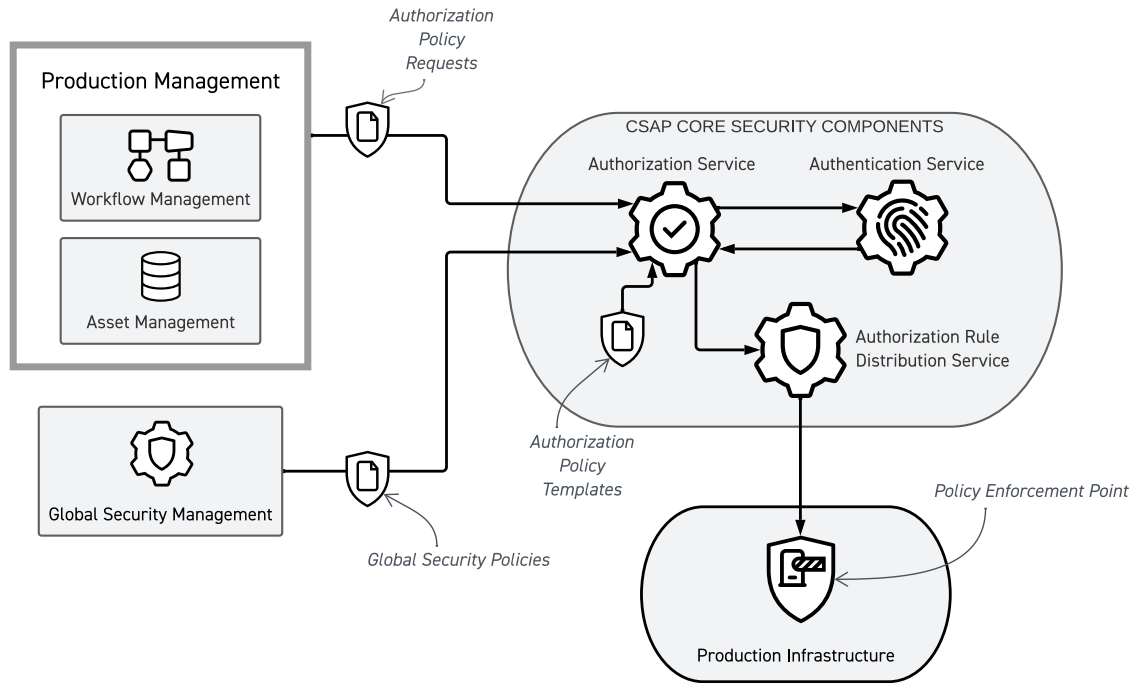 Authorization
Policy
Requests
Production Management
Workflow Management
Asset Management
CSAP CORE SECURITY COMPONENTS
Authorization Service
Authentication Service
Authorization Rule
Distribution Service
Authorization
Policy
Templates
Global Security Management
Global Security Policies
Policy Enforcement Point
Production Infrastructure